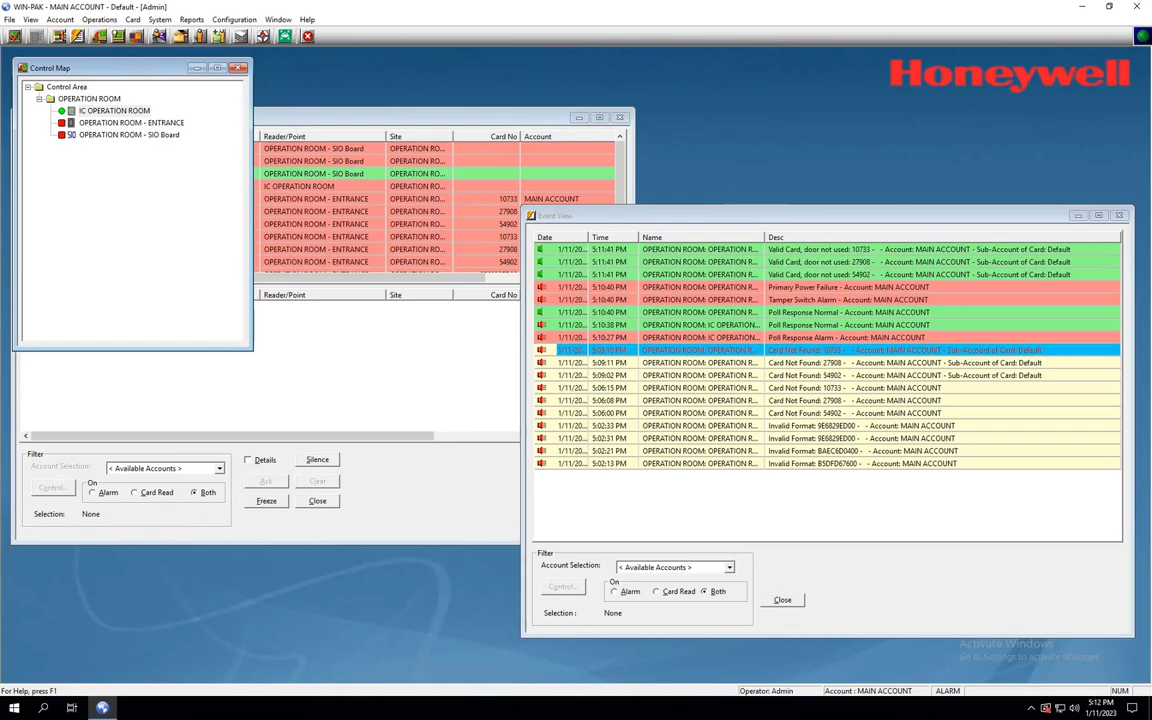 WIN-PAK - MAIN ACCOUNT - Default - [Admin]
File View Account Operations Card System Reports Configuration Window Help
Honeywell
Control Map
Control Area
OPERATION ROOM
IC OPERATION ROOM
OPERATION ROOM - ENTRANCE
OPERATION ROOM - SIO Board
Reader/Point Site Card No Account
OPERATION ROOM - SIO Board OPERATION RO...
OPERATION ROOM - SIO Board OPERATION RO...
OPERATION ROOM - SIO Board OPERATION RO...
IC OPERATION ROOM OPERATION RO...
OPERATION ROOM - ENTRANCE OPERATION RO... 10733 MAIN ACCOUNT
OPERATION ROOM - ENTRANCE OPERATION RO... 27908
OPERATION ROOM - ENTRANCE OPERATION RO... 54902
OPERATION ROOM - ENTRANCE OPERATION RO... 10733
OPERATION ROOM - ENTRANCE OPERATION RO... 27908
OPERATION ROOM - ENTRANCE OPERATION RO... 54902
Reader/Point Site Card No
Filter
Account Selection: < Available Accounts >
Control...
On
Alarm Card Read Both
Selection: None
Details Silence
Ack Clear
Freeze Close
Event View
Date Time Name Desc
1/11/20... 5:11:41 PM OPERATION ROOM: OPERATION R... Valid Card, door not used: 10733 - - Account: MAIN ACCOUNT - Sub-Account of Card: Default
1/11/20... 5:11:41 PM OPERATION ROOM: OPERATION R... Valid Card, door not used: 27908 - - Account: MAIN ACCOUNT - Sub-Account of Card: Default
1/11/20... 5:11:41 PM OPERATION ROOM: OPERATION R... Valid Card, door not used: 54902 - - Account: MAIN ACCOUNT - Sub-Account of Card: Default
1/11/20... 5:10:40 PM OPERATION ROOM: OPERATION R... Primary Power Failure - Account: MAIN ACCOUNT
1/11/20... 5:10:40 PM OPERATION ROOM: OPERATION R... Tamper Switch Alarm - Account: MAIN ACCOUNT
1/11/20... 5:10:40 PM OPERATION ROOM: OPERATION R... Poll Response Normal - Account: MAIN ACCOUNT
1/11/20... 5:10:38 PM OPERATION ROOM: IC OPERATION... Poll Response Normal - Account: MAIN ACCOUNT
1/11/20... 5:10:27 PM OPERATION ROOM: IC OPERATION... Poll Response Alarm - Account: MAIN ACCOUNT
1/11/20... PM OPERATION ROOM: OPERATION R... Card Not Found: 10733 - - Account: MAIN ACCOUNT - Sub-Account of Card: Default
1/11/20... 5:09:11 PM OPERATION ROOM: OPERATION R... Card Not Found: 27908 - - Account: MAIN ACCOUNT - Sub-Account of Card: Default
1/11/20... 5:09:02 PM OPERATION ROOM: OPERATION R... Card Not Found: 54902 - - Account: MAIN ACCOUNT - Sub-Account of Card: Default
1/11/20... 5:06:15 PM OPERATION ROOM: OPERATION R... Card Not Found: 10733 - - Account: MAIN ACCOUNT
1/11/20... 5:06:08 PM OPERATION ROOM: OPERATION R... Card Not Found: 27908 - - Account: MAIN ACCOUNT
1/11/20... 5:06:00 PM OPERATION ROOM: OPERATION R... Card Not Found: 54902 - - Account: MAIN ACCOUNT
1/11/20... 5:02:33 PM OPERATION ROOM: OPERATION R... Invalid Format: 9E6829ED00 - - Account: MAIN ACCOUNT
1/11/20... 5:02:31 PM OPERATION ROOM: OPERATION R... Invalid Format: 9E6829ED00 - - Account: MAIN ACCOUNT
1/11/20... 5:02:21 PM OPERATION ROOM: OPERATION R... Invalid Format: BAEC6D0400 - - Account: MAIN ACCOUNT
1/11/20... 5:02:13 PM OPERATION ROOM: OPERATION R... Invalid Format: B5DFD67600 - - Account: MAIN ACCOUNT
Filter
Account Selection: < Available Accounts >
Control...
On
Alarm Card Read Both
Selection : None
Close
Activate Windows
Go to Settings to activate Windows.
For Help, press F1 Operator: Admin Account : MAIN ACCOUNT ALARM NUM
5:12 PM
1/11/2023